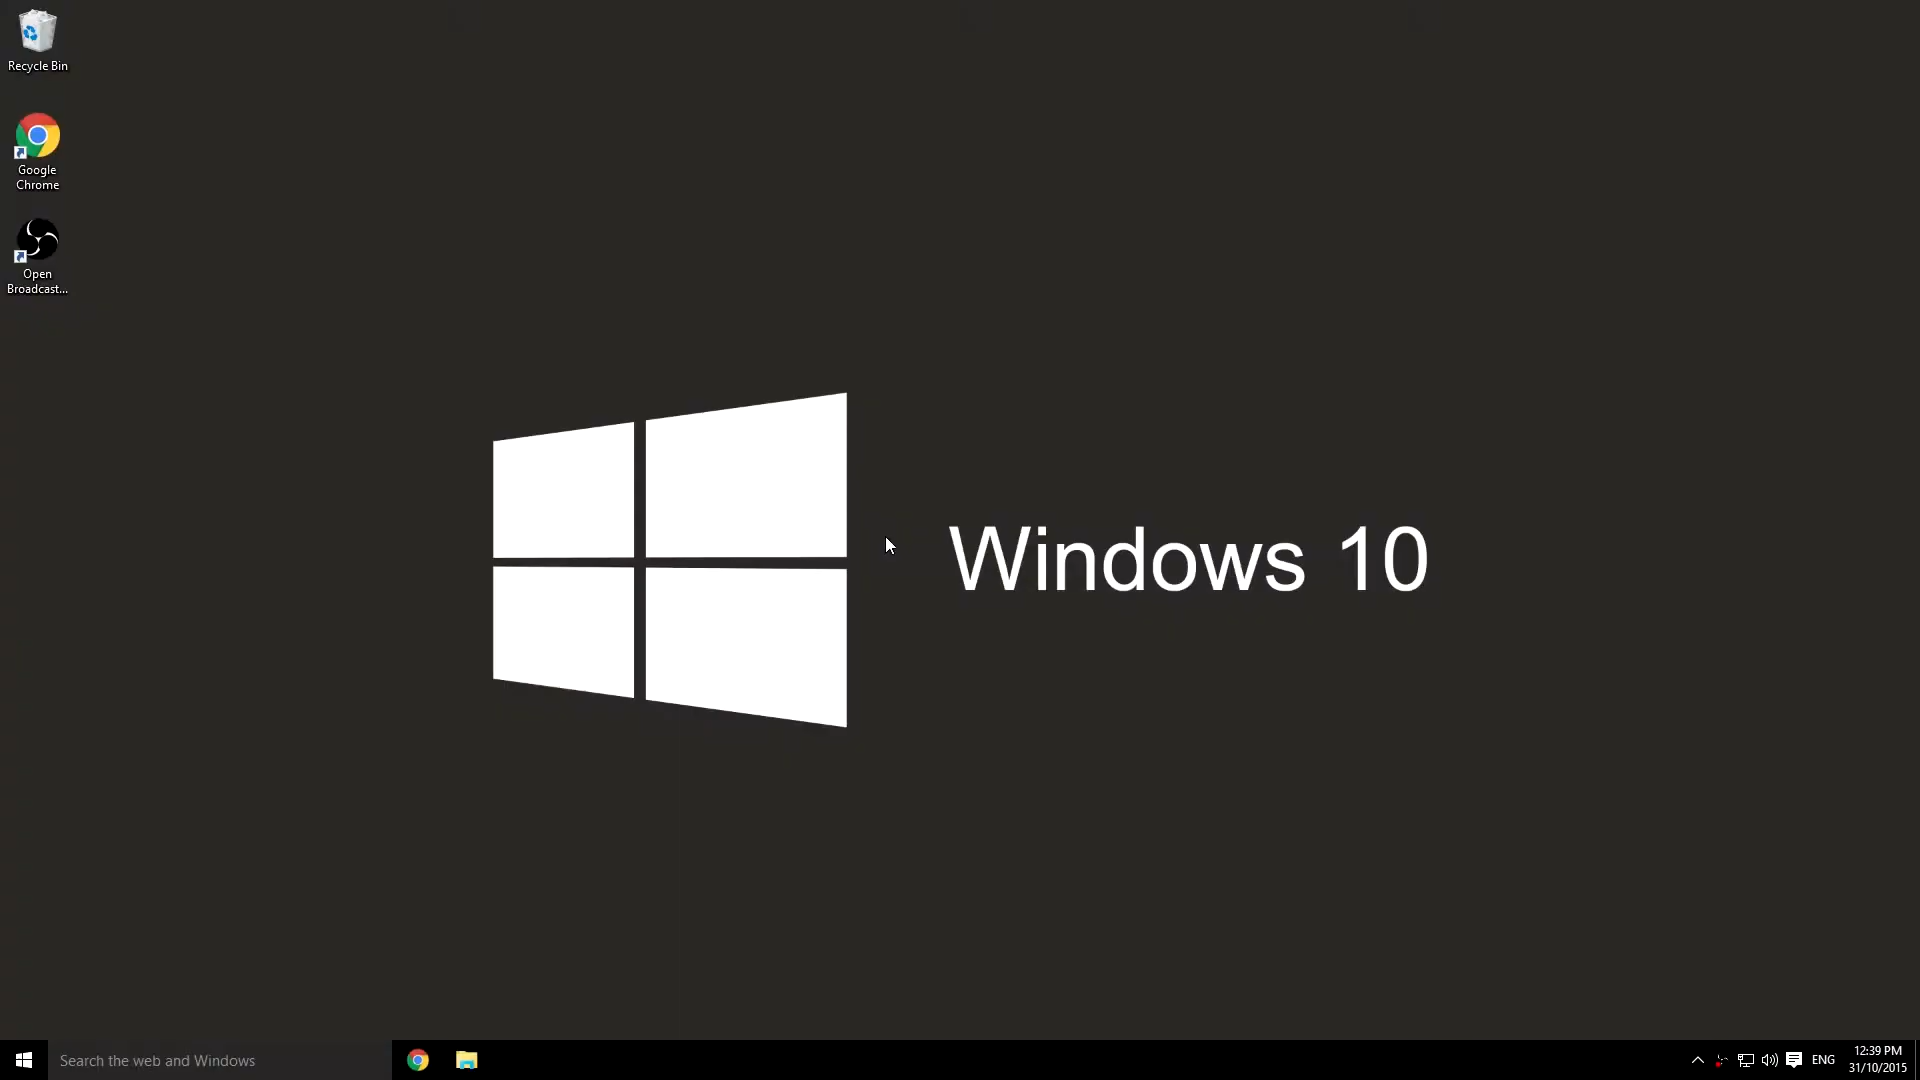 Recycle Bin
Google
Chrome
Open
Broadcast...
Windows 10
Search the web and Windows
ENG
12:39 PM
31/10/2015